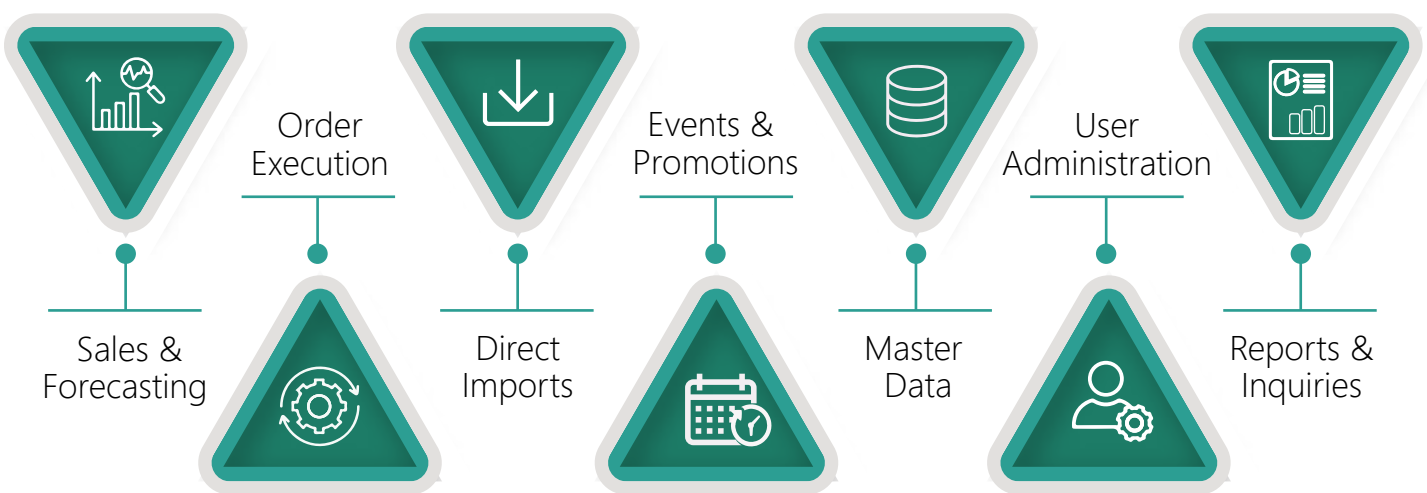 Sales &
Forecasting
Order
Execution
Direct
Imports
Events &
Promotions
Master
Data
User
Administration
Reports &
Inquiries